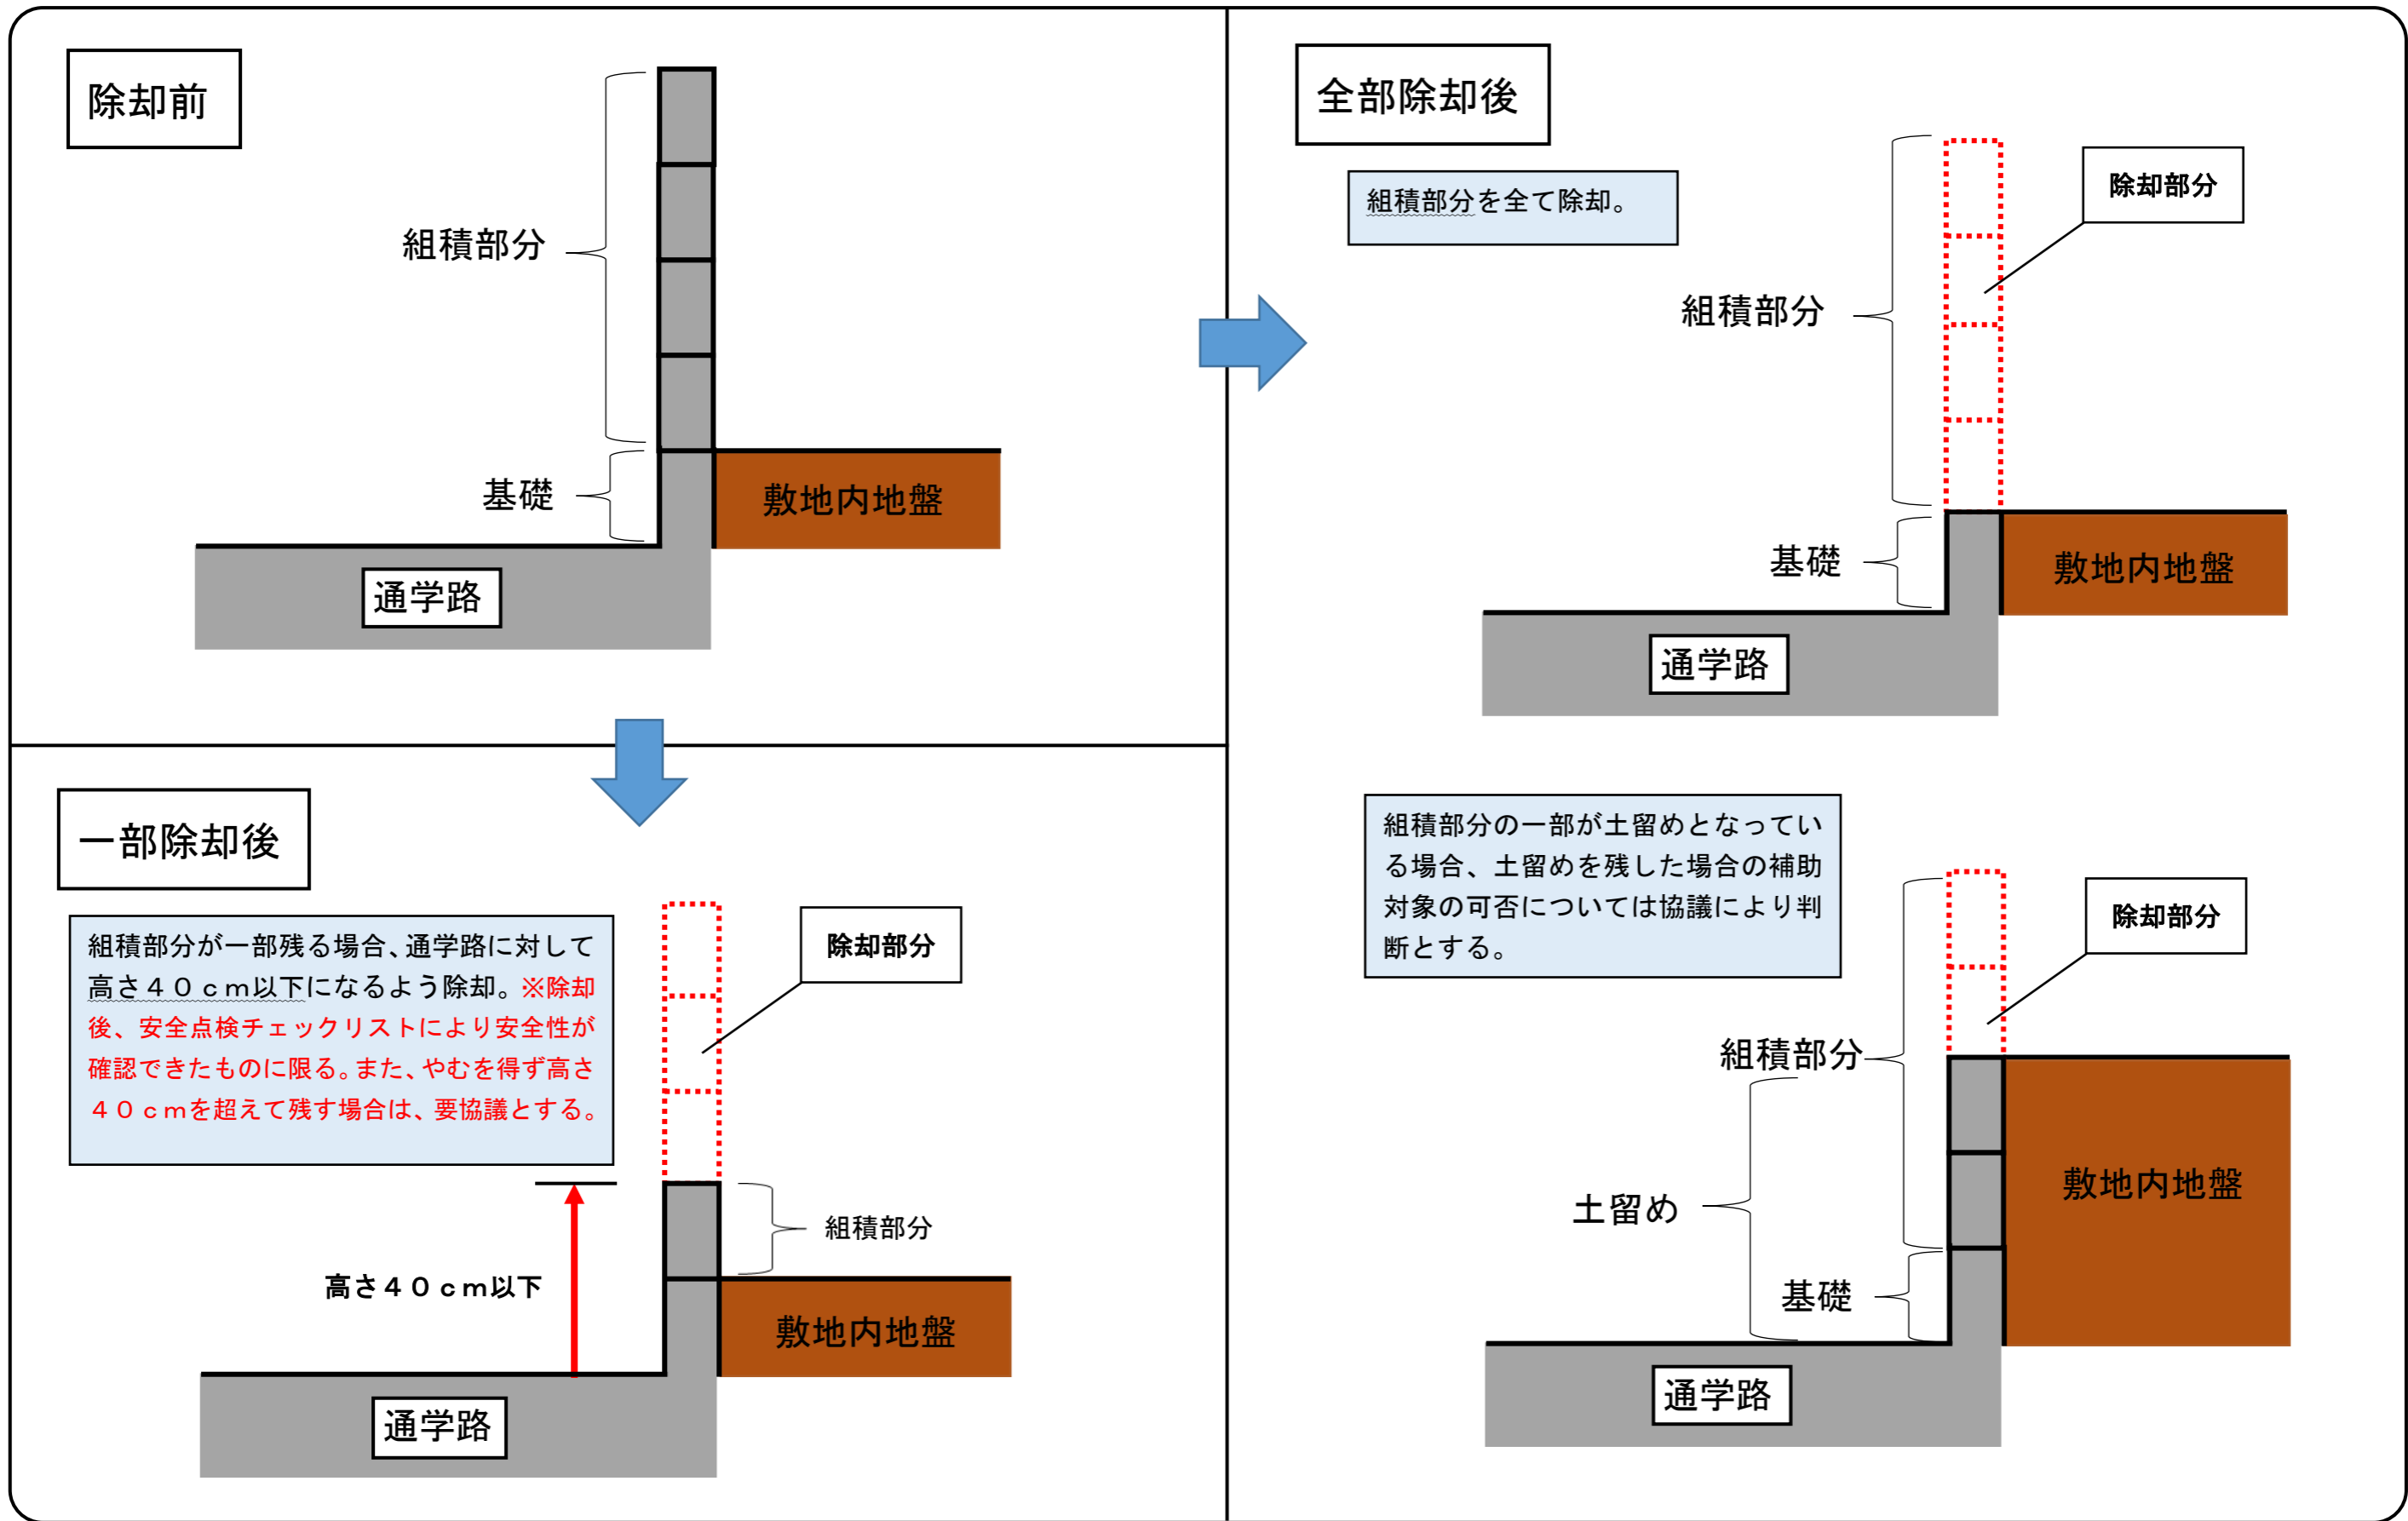 除却前
組積部分
基礎
敷地内地盤
通学路
一部除却後
組積部分が一部残る場合、通学路に対して
高さ４０ｃｍ以下になるよう除却。※除却
後、安全点検チェックリストにより安全性が
確認できたものに限る。また、やむを得ず高さ
４０ｃｍを超えて残す場合は、要協議とする。
除却部分
組積部分
高さ４０ｃｍ以下
敷地内地盤
通学路
全部除却後
組積部分を全て除却。
除却部分
組積部分
基礎
敷地内地盤
通学路
組積部分の一部が土留めとなってい
る場合、土留めを残した場合の補助
対象の可否については協議により判
断とする。
除却部分
組積部分
敷地内地盤
土留め
基礎
通学路